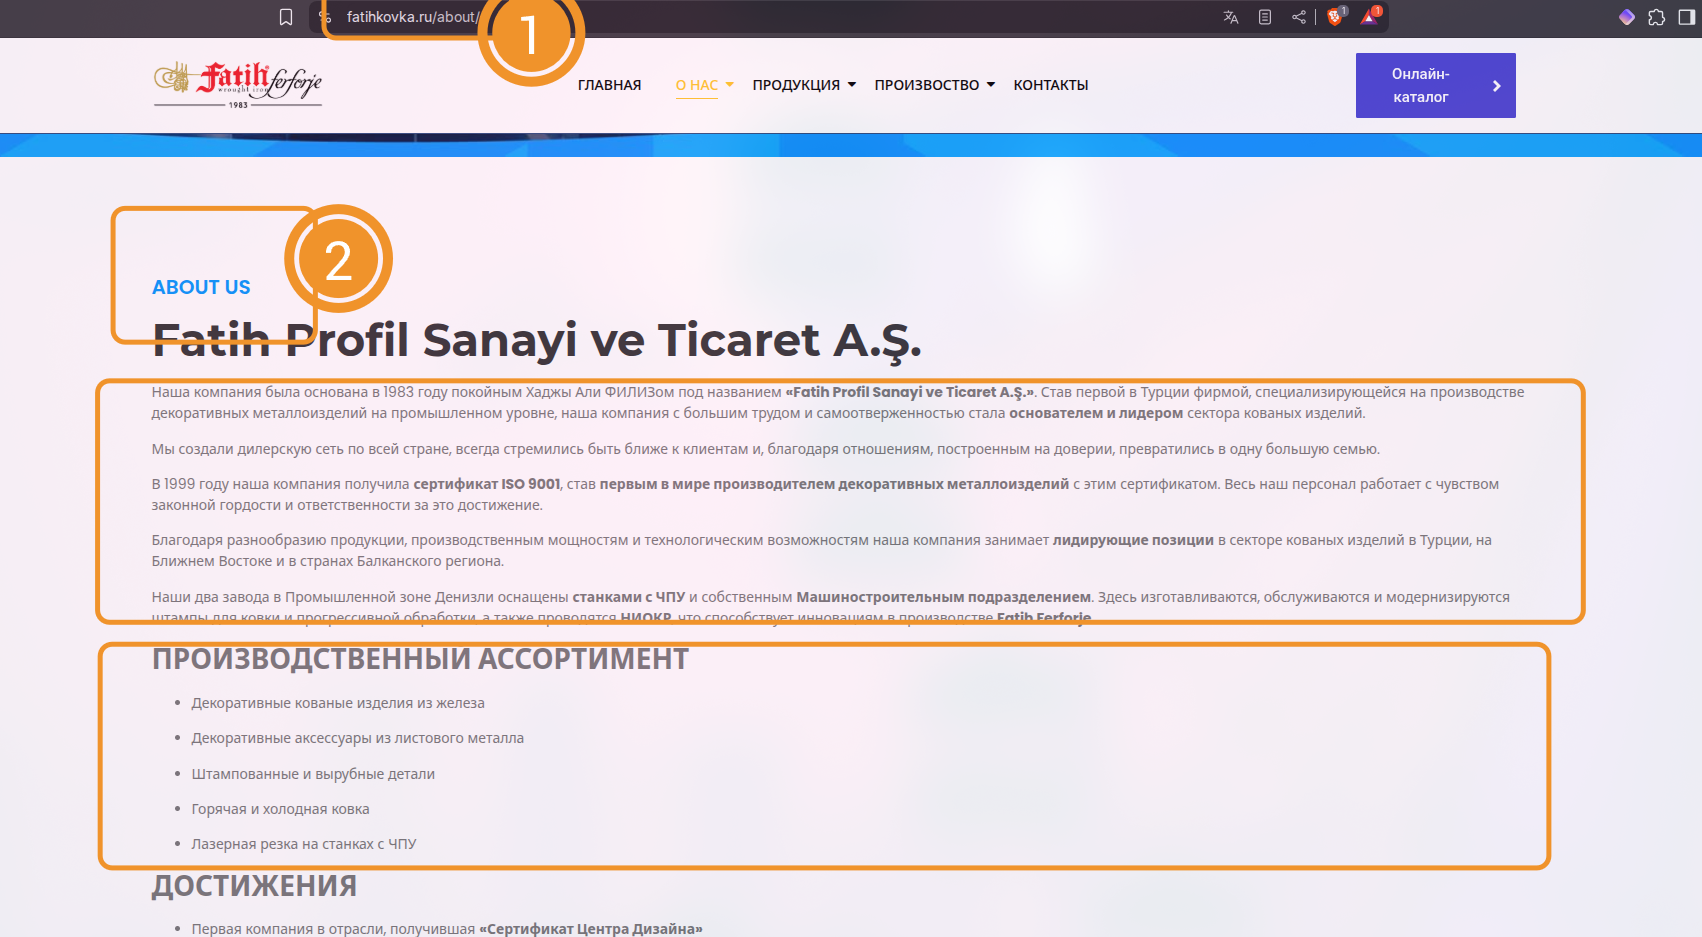 fatihkovka.ru/about/
1
1
1
Fatih ferforje
wrought iron
1983
ГЛАВНАЯ О НАС ПРОДУКЦИЯ ПРОИЗВОСТВО КОНТАКТЫ
Онлайн-
каталог
2
ABOUT US
Fatih Profil Sanayi ve Ticaret A.Ş.
Наша компания была основана в 1983 году покойным Хаджы Али ФИЛИЗом под названием «Fatih Profil Sanayi ve Ticaret A.Ş.». Став первой в Турции фирмой, специализирующейся на производстве
декоративных металлоизделий на промышленном уровне, наша компания с большим трудом и самоотверженностью стала основателем и лидером сектора кованых изделий.
Мы создали дилерскую сеть по всей стране, всегда стремились быть ближе к клиентам и, благодаря отношениям, построенным на доверии, превратились в одну большую семью.
В 1999 году наша компания получила сертификат ISO 9001, став первым в мире производителем декоративных металлоизделий с этим сертификатом. Весь наш персонал работает с чувством
законной гордости и ответственности за это достижение.
Благодаря разнообразию продукции, производственным мощностям и технологическим возможностям наша компания занимает лидирующие позиции в секторе кованых изделий в Турции, на
Ближнем Востоке и в странах Балканского региона.
Наши два завода в Промышленной зоне Денизли оснащены станками с ЧПУ и собственным Машиностроительным подразделением. Здесь изготавливаются, обслуживаются и модернизируются
штампы для ковки и прогрессивной обработки, а также проводятся НИОКР, что способствует инновациям в производстве Fatih Ferforje.
ПРОИЗВОДСТВЕННЫЙ АССОРТИМЕНТ
Декоративные кованые изделия из железа
Декоративные аксессуары из листового металла
Штампованные и вырубные детали
Горячая и холодная ковка
Лазерная резка на станках с ЧПУ
ДОСТИЖЕНИЯ
Первая компания в отрасли, получившая «Сертификат Центра Дизайна»